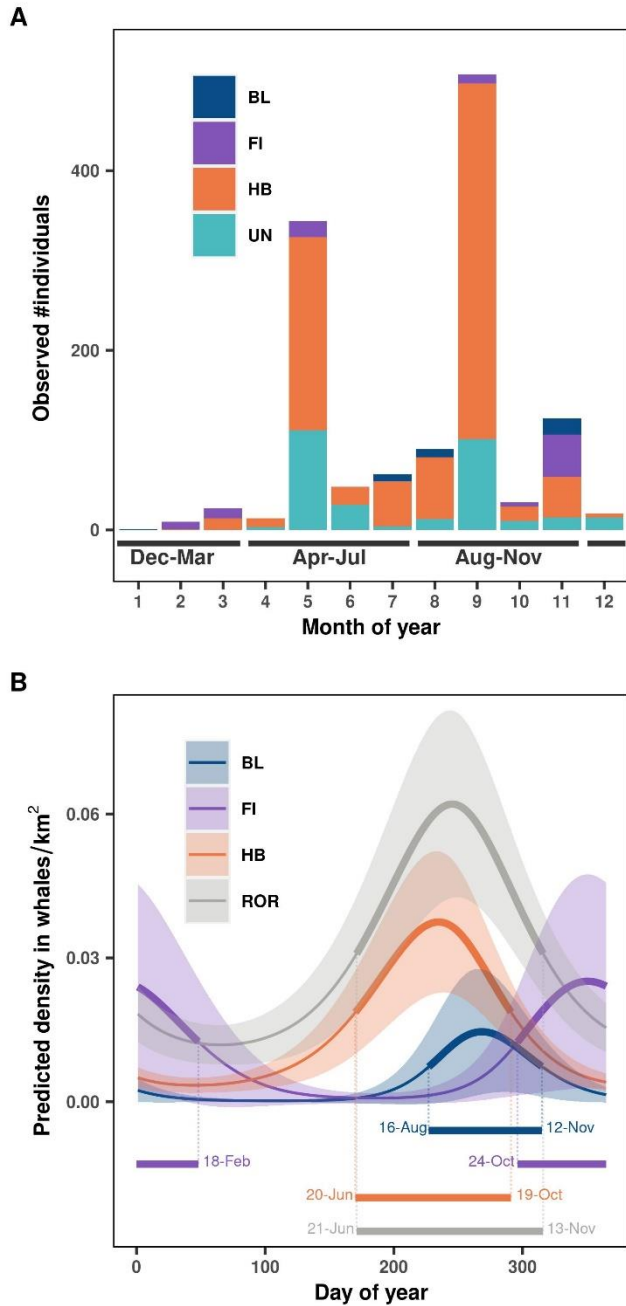 A
Observed #individuals
BL
FI
HB
UN
400
200
0
Dec-Mar Apr-Jul Aug-Nov
1 2 3 4 5 6 7 8 9 10 11 12
Month of year
B
Predicted density in whales/km²
BL
FI
HB
ROR
0.06
0.03
0.00
16-Aug 12-Nov
18-Feb 24-Oct
20-Jun 19-Oct
21-Jun 13-Nov
0 100 200 300
Day of year